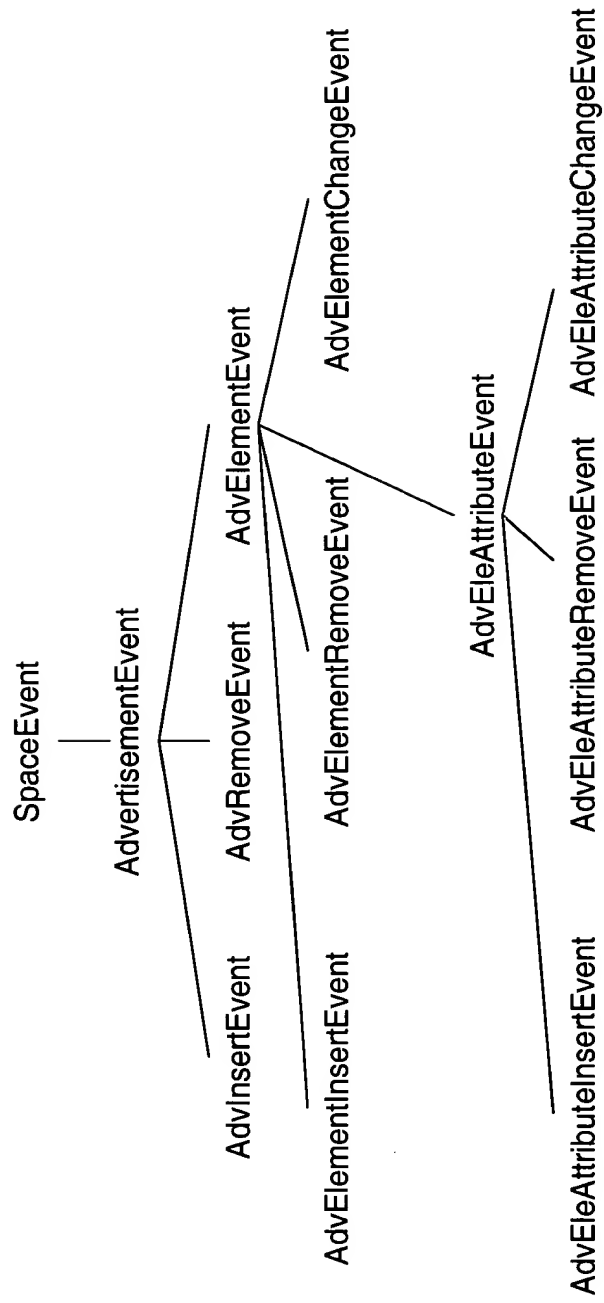 SpaceEvent
AdvertisementEvent
AdvInsertEvent
AdvRemoveEvent
AdvElementEvent
AdvElementInsertEvent
AdvElementRemoveEvent
AdvElementChangeEvent
AdvEleAttributeEvent
AdvEleAttributeInsertEvent
AdvEleAttributeRemoveEvent
AdvEleAttributeChangeEvent